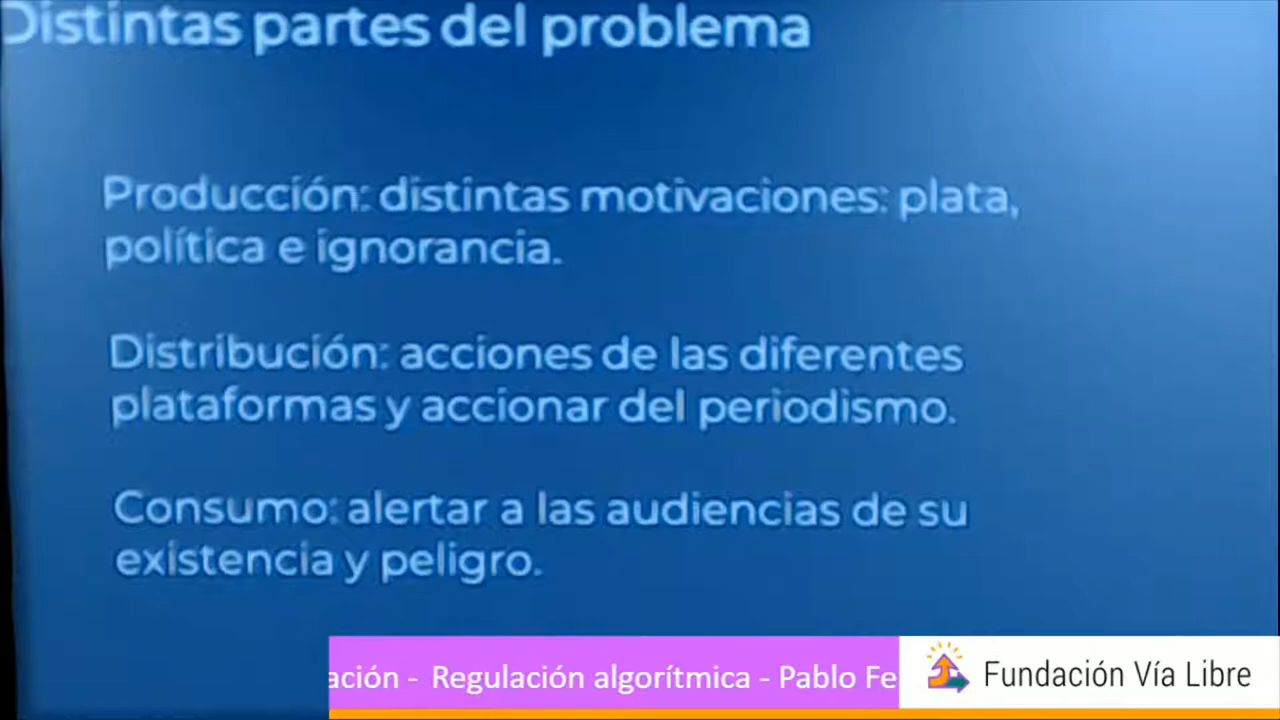 Distintas partes del problema
Producción: distintas motivaciones: plata,
política e ignorancia.
Distribución: acciones de las diferentes
plataformas y accionar del periodismo.
Consumo: alertar a las audiencias de su
existencia y peligro.
ación - Regulación algorítmica - Pablo Fe
Fundación Vía Libre